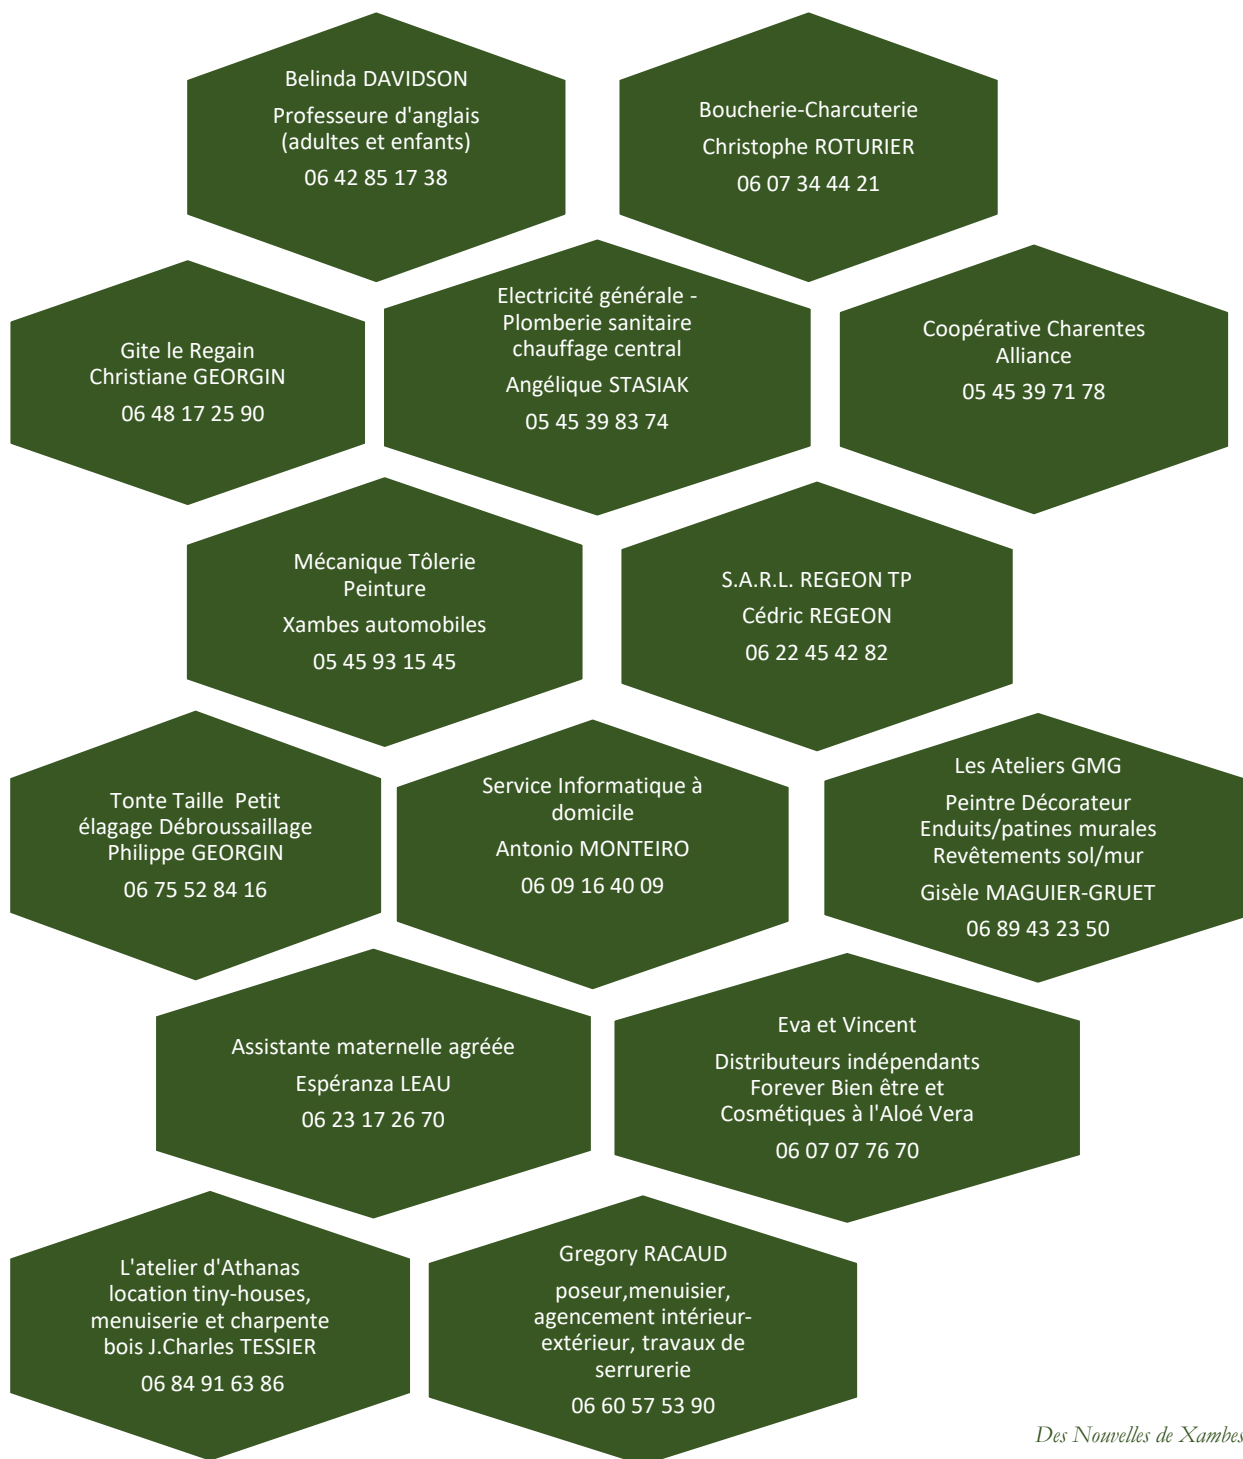 Belinda DAVIDSON
Professeure d'anglais
(adultes et enfants)
06 42 85 17 38
Boucherie-Charcuterie
Christophe ROTURIER
06 07 34 44 21
Gite le Regain
Christiane GEORGIN
06 48 17 25 90
Electricité générale -
Plomberie sanitaire
chauffage central
Angélique STASIAK
05 45 39 83 74
Coopérative Charentes
Alliance
05 45 39 71 78
Mécanique Tôlerie
Peinture
Xambes automobiles
05 45 93 15 45
S.A.R.L. REGEON TP
Cédric REGEON
06 22 45 42 82
Tonte Taille  Petit
élagage Débroussaillage
Philippe GEORGIN
06 75 52 84 16
Service Informatique à
domicile
Antonio MONTEIRO
06 09 16 40 09
Les Ateliers GMG
Peintre Décorateur
Enduits/patines murales
Revêtements sol/mur
Gisèle MAGUIER-GRUET
06 89 43 23 50
Assistante maternelle agréée
Espéranza LEAU
06 23 17 26 70
Eva et Vincent
Distributeurs indépendants
Forever Bien être et
Cosmétiques à l'Aloé Vera
06 07 07 76 70
L'atelier d'Athanas
location tiny-houses,
menuiserie et charpente
bois J.Charles TESSIER
06 84 91 63 86
Gregory RACAUD
poseur,menuisier,
agencement intérieur-
extérieur, travaux de
serrurerie
06 60 57 53 90
Des Nouvelles de Xambes